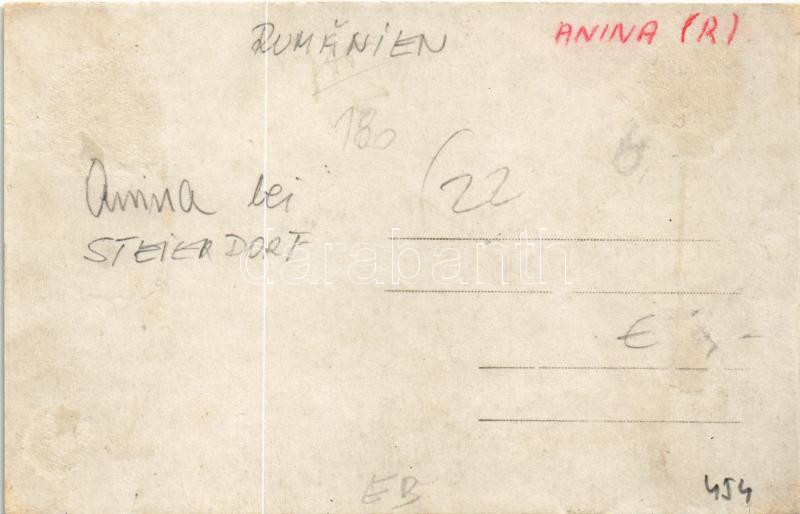 RUMÄNIEN
ANINA (R)
180
22
Anina bei
STEIERDORF
darabanth
€
EB
454